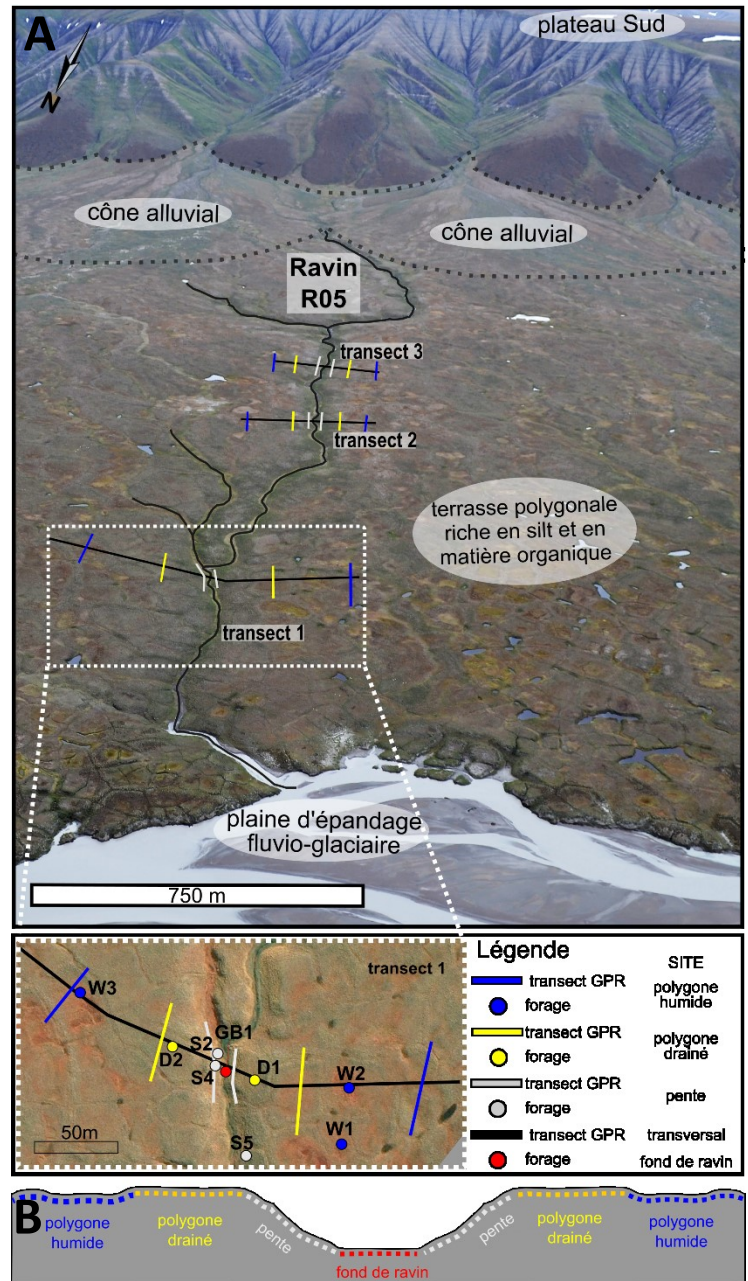 A
plateau Sud
N
cône alluvial
cône alluvial
Ravin
R05
transect 3
transect 2
terrasse polygonale
riche en silt et en
matière organique
transect 1
plaine d'épandage
fluvio-glaciaire
750 m
transect 1
W3
S2
GB1
D2
S4
D1
W2
W1
S5
50m
Légende
SITE
transect GPR
forage
polygone
humide
transect GPR
forage
polygone
drainé
transect GPR
forage
pente
transect GPR
transversal
forage
fond de ravin
B
polygone
humide
polygone
drainé
pente
fond de ravin
pente
polygone
drainé
polygone
humide